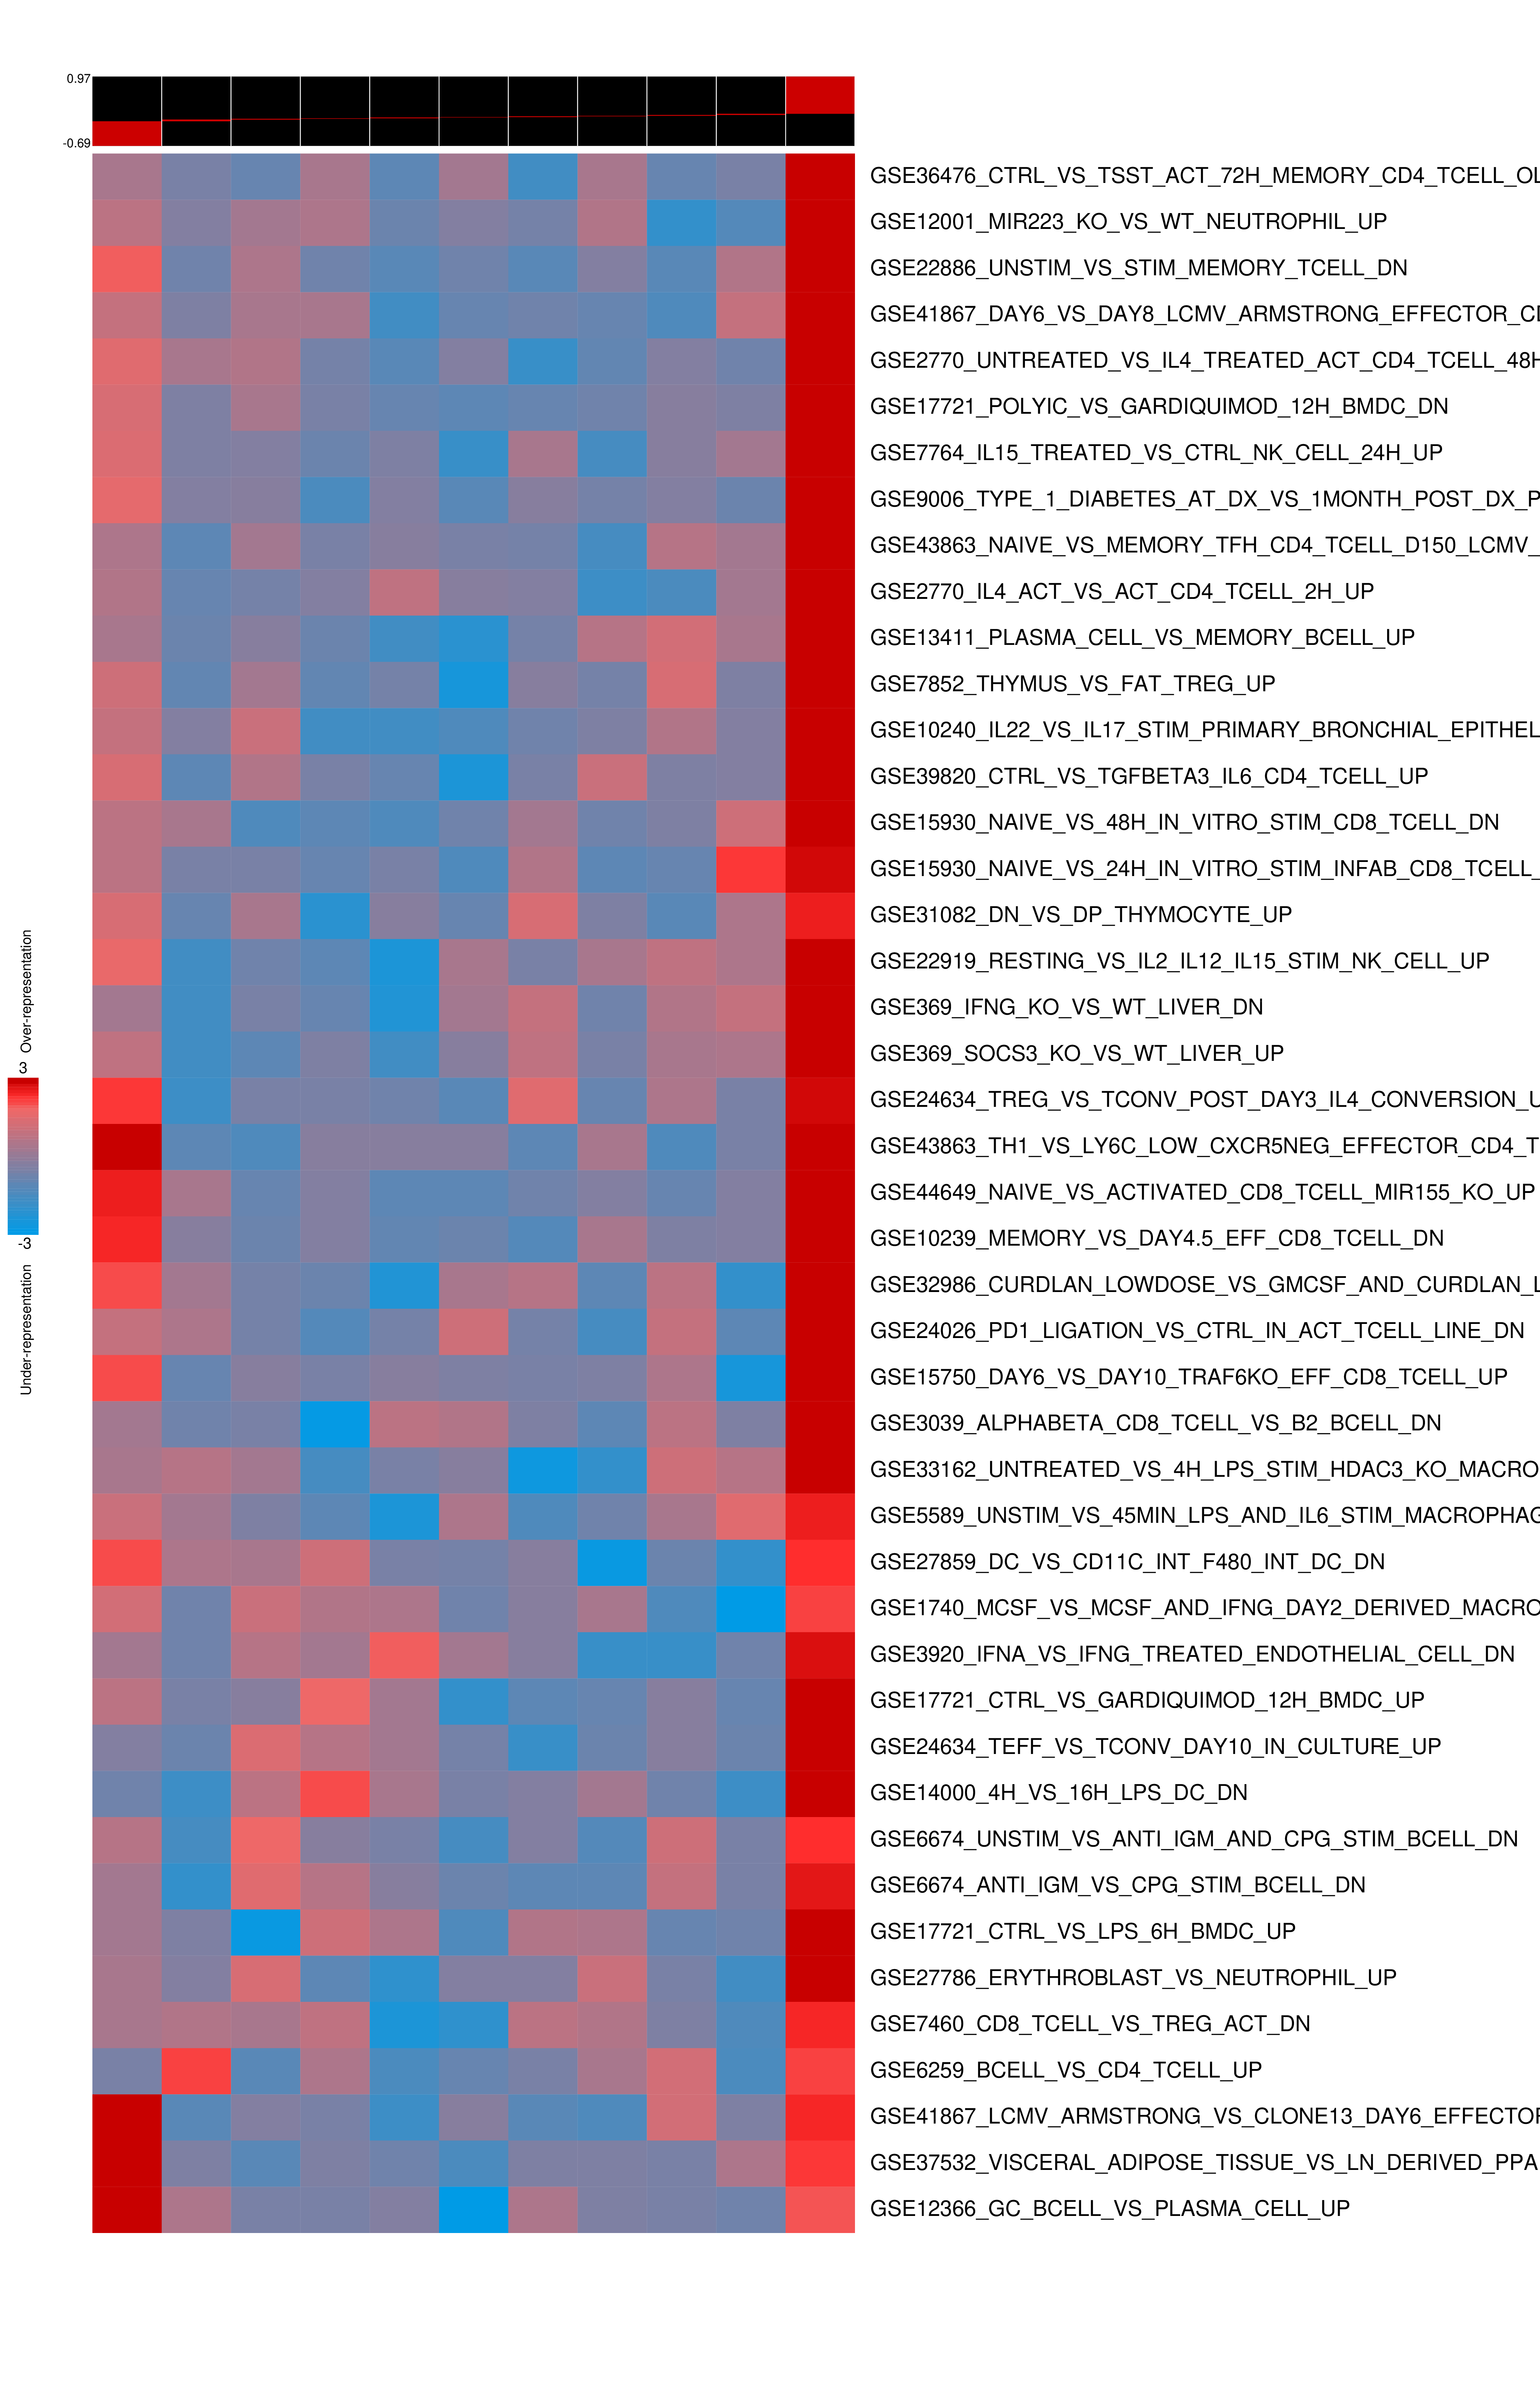 0.97
-0.69
GSE36476_CTRL_VS_TSST_ACT_72H_MEMORY_CD4_TCELL_OL
GSE12001_MIR223_KO_VS_WT_NEUTROPHIL_UP
GSE22886_UNSTIM_VS_STIM_MEMORY_TCELL_DN
GSE41867_DAY6_VS_DAY8_LCMV_ARMSTRONG_EFFECTOR_CD
GSE2770_UNTREATED_VS_IL4_TREATED_ACT_CD4_TCELL_48H
GSE17721_POLYIC_VS_GARDIQUIMOD_12H_BMDC_DN
GSE7764_IL15_TREATED_VS_CTRL_NK_CELL_24H_UP
GSE9006_TYPE_1_DIABETES_AT_DX_VS_1MONTH_POST_DX_P
GSE43863_NAIVE_VS_MEMORY_TFH_CD4_TCELL_D150_LCMV_
GSE2770_IL4_ACT_VS_ACT_CD4_TCELL_2H_UP
GSE13411_PLASMA_CELL_VS_MEMORY_BCELL_UP
GSE7852_THYMUS_VS_FAT_TREG_UP
GSE10240_IL22_VS_IL17_STIM_PRIMARY_BRONCHIAL_EPITHEL
GSE39820_CTRL_VS_TGFBETA3_IL6_CD4_TCELL_UP
GSE15930_NAIVE_VS_48H_IN_VITRO_STIM_CD8_TCELL_DN
GSE15930_NAIVE_VS_24H_IN_VITRO_STIM_INFAB_CD8_TCELL_
GSE31082_DN_VS_DP_THYMOCYTE_UP
GSE22919_RESTING_VS_IL2_IL12_IL15_STIM_NK_CELL_UP
GSE369_IFNG_KO_VS_WT_LIVER_DN
GSE369_SOCS3_KO_VS_WT_LIVER_UP
GSE24634_TREG_VS_TCONV_POST_DAY3_IL4_CONVERSION_U
GSE43863_TH1_VS_LY6C_LOW_CXCR5NEG_EFFECTOR_CD4_T
GSE44649_NAIVE_VS_ACTIVATED_CD8_TCELL_MIR155_KO_UP
GSE10239_MEMORY_VS_DAY4.5_EFF_CD8_TCELL_DN
GSE32986_CURDLAN_LOWDOSE_VS_GMCSF_AND_CURDLAN_L
GSE24026_PD1_LIGATION_VS_CTRL_IN_ACT_TCELL_LINE_DN
GSE15750_DAY6_VS_DAY10_TRAF6KO_EFF_CD8_TCELL_UP
GSE3039_ALPHABETA_CD8_TCELL_VS_B2_BCELL_DN
GSE33162_UNTREATED_VS_4H_LPS_STIM_HDAC3_KO_MACRO
GSE5589_UNSTIM_VS_45MIN_LPS_AND_IL6_STIM_MACROPHAG
GSE27859_DC_VS_CD11C_INT_F480_INT_DC_DN
GSE1740_MCSF_VS_MCSF_AND_IFNG_DAY2_DERIVED_MACRO
GSE3920_IFNA_VS_IFNG_TREATED_ENDOTHELIAL_CELL_DN
GSE17721_CTRL_VS_GARDIQUIMOD_12H_BMDC_UP
GSE24634_TEFF_VS_TCONV_DAY10_IN_CULTURE_UP
GSE14000_4H_VS_16H_LPS_DC_DN
GSE6674_UNSTIM_VS_ANTI_IGM_AND_CPG_STIM_BCELL_DN
GSE6674_ANTI_IGM_VS_CPG_STIM_BCELL_DN
GSE17721_CTRL_VS_LPS_6H_BMDC_UP
GSE27786_ERYTHROBLAST_VS_NEUTROPHIL_UP
GSE7460_CD8_TCELL_VS_TREG_ACT_DN
GSE6259_BCELL_VS_CD4_TCELL_UP
GSE41867_LCMV_ARMSTRONG_VS_CLONE13_DAY6_EFFECTOR
GSE37532_VISCERAL_ADIPOSE_TISSUE_VS_LN_DERIVED_PPA
GSE12366_GC_BCELL_VS_PLASMA_CELL_UP
Over-representation
3
-3
Under-representation